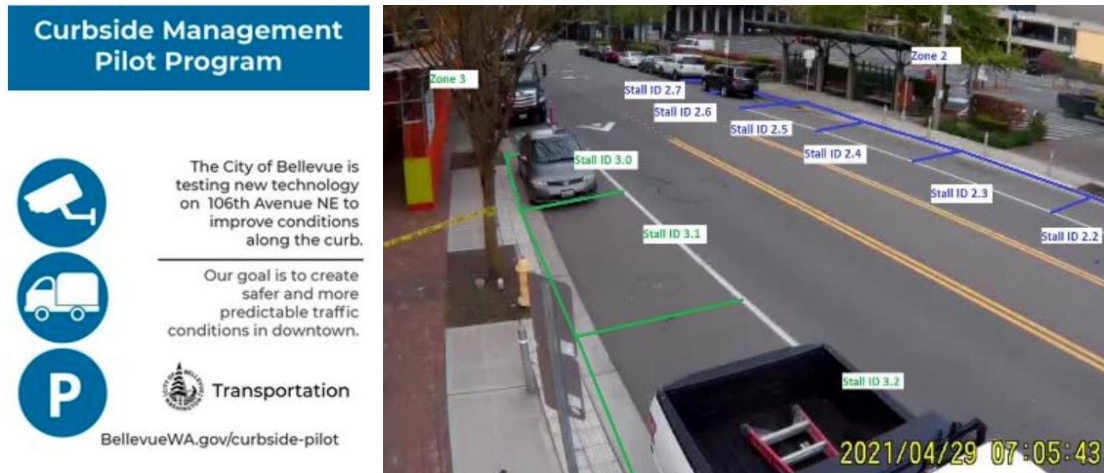 Curbside Management
Pilot Program
The City of Bellevue is
testing new technology
on 106th Avenue NE to
improve conditions
along the curb.
Our goal is to create
safer and more
predictable traffic
conditions in downtown.
P
CITY OF BELLEVUE
WASHINGTON
Transportation
BellevueWA.gov/curbside-pilot
Zone 3
Zone 2
Stall ID 2.7
Stall ID 2.6
Stall ID 2.5
Stall ID 2.4
Stall ID 2.3
Stall ID 2.2
Stall ID 3.0
Stall ID 3.1
Stall ID 3.2
2021/04/29 07:05:43